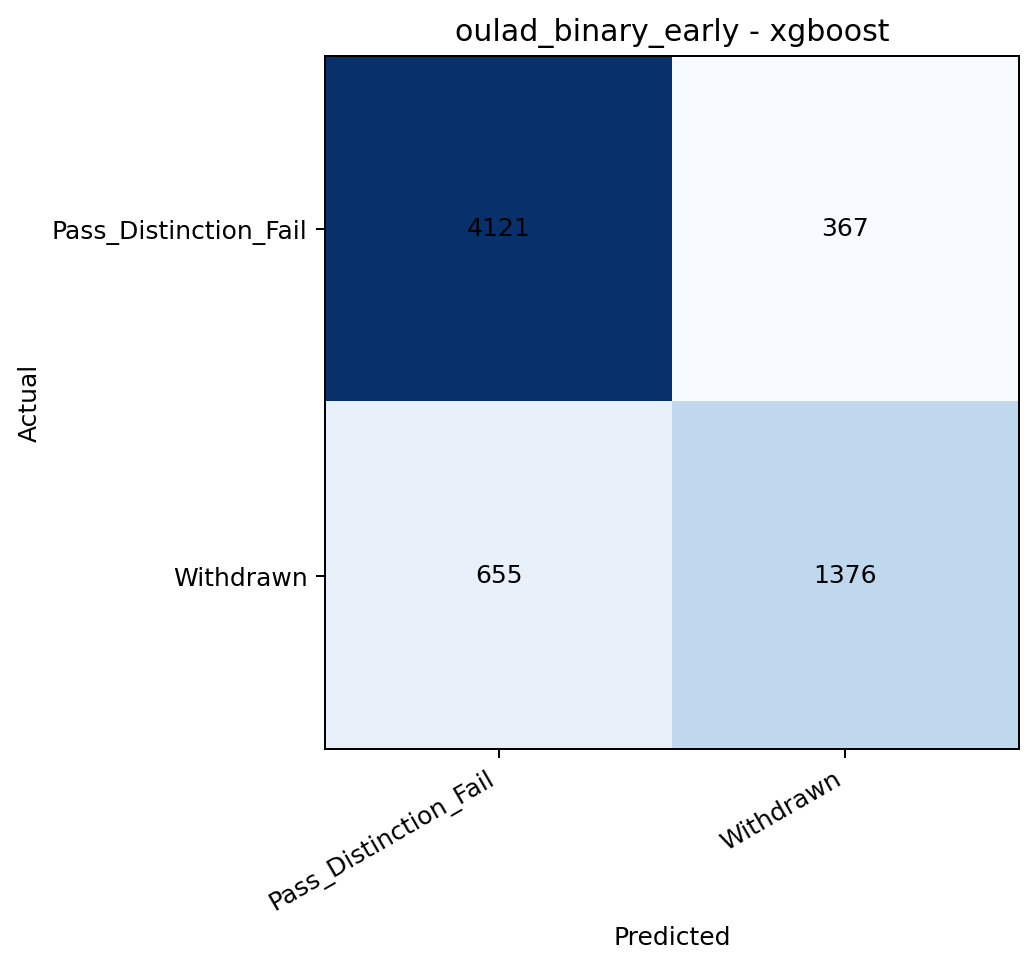 oulad_binary_early - xgboost
Actual
Pass_Distinction_Fail
4121 367
Withdrawn
655 1376
Pass_Distinction_Fail
Withdrawn
Predicted